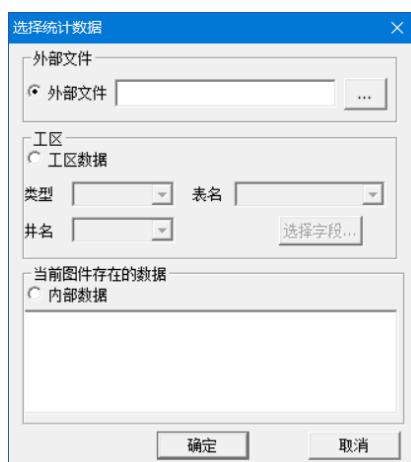 选择统计数据
外部文件
外部文件 ...
工区
工区数据
类型 表名
井名 选择字段...
当前图件存在的数据
内部数据
确定 取消